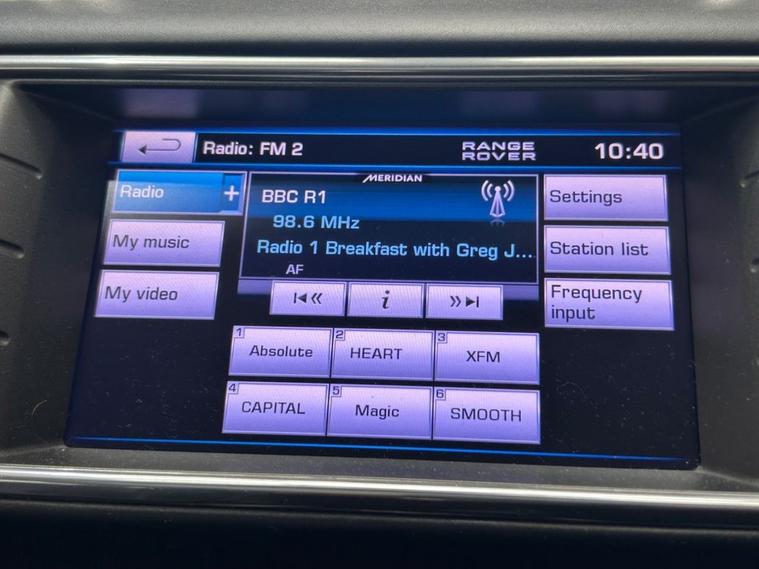 Radio: FM 2
RANGE
ROVER
10:40
Radio
+
MERIDIAN
BBC R1
98.6 MHz
Radio 1 Breakfast with Greg J...
AF
Settings
My music
Station list
My video
i
Frequency
input
1
Absolute
2
HEART
3
XFM
4
CAPITAL
5
Magic
6
SMOOTH